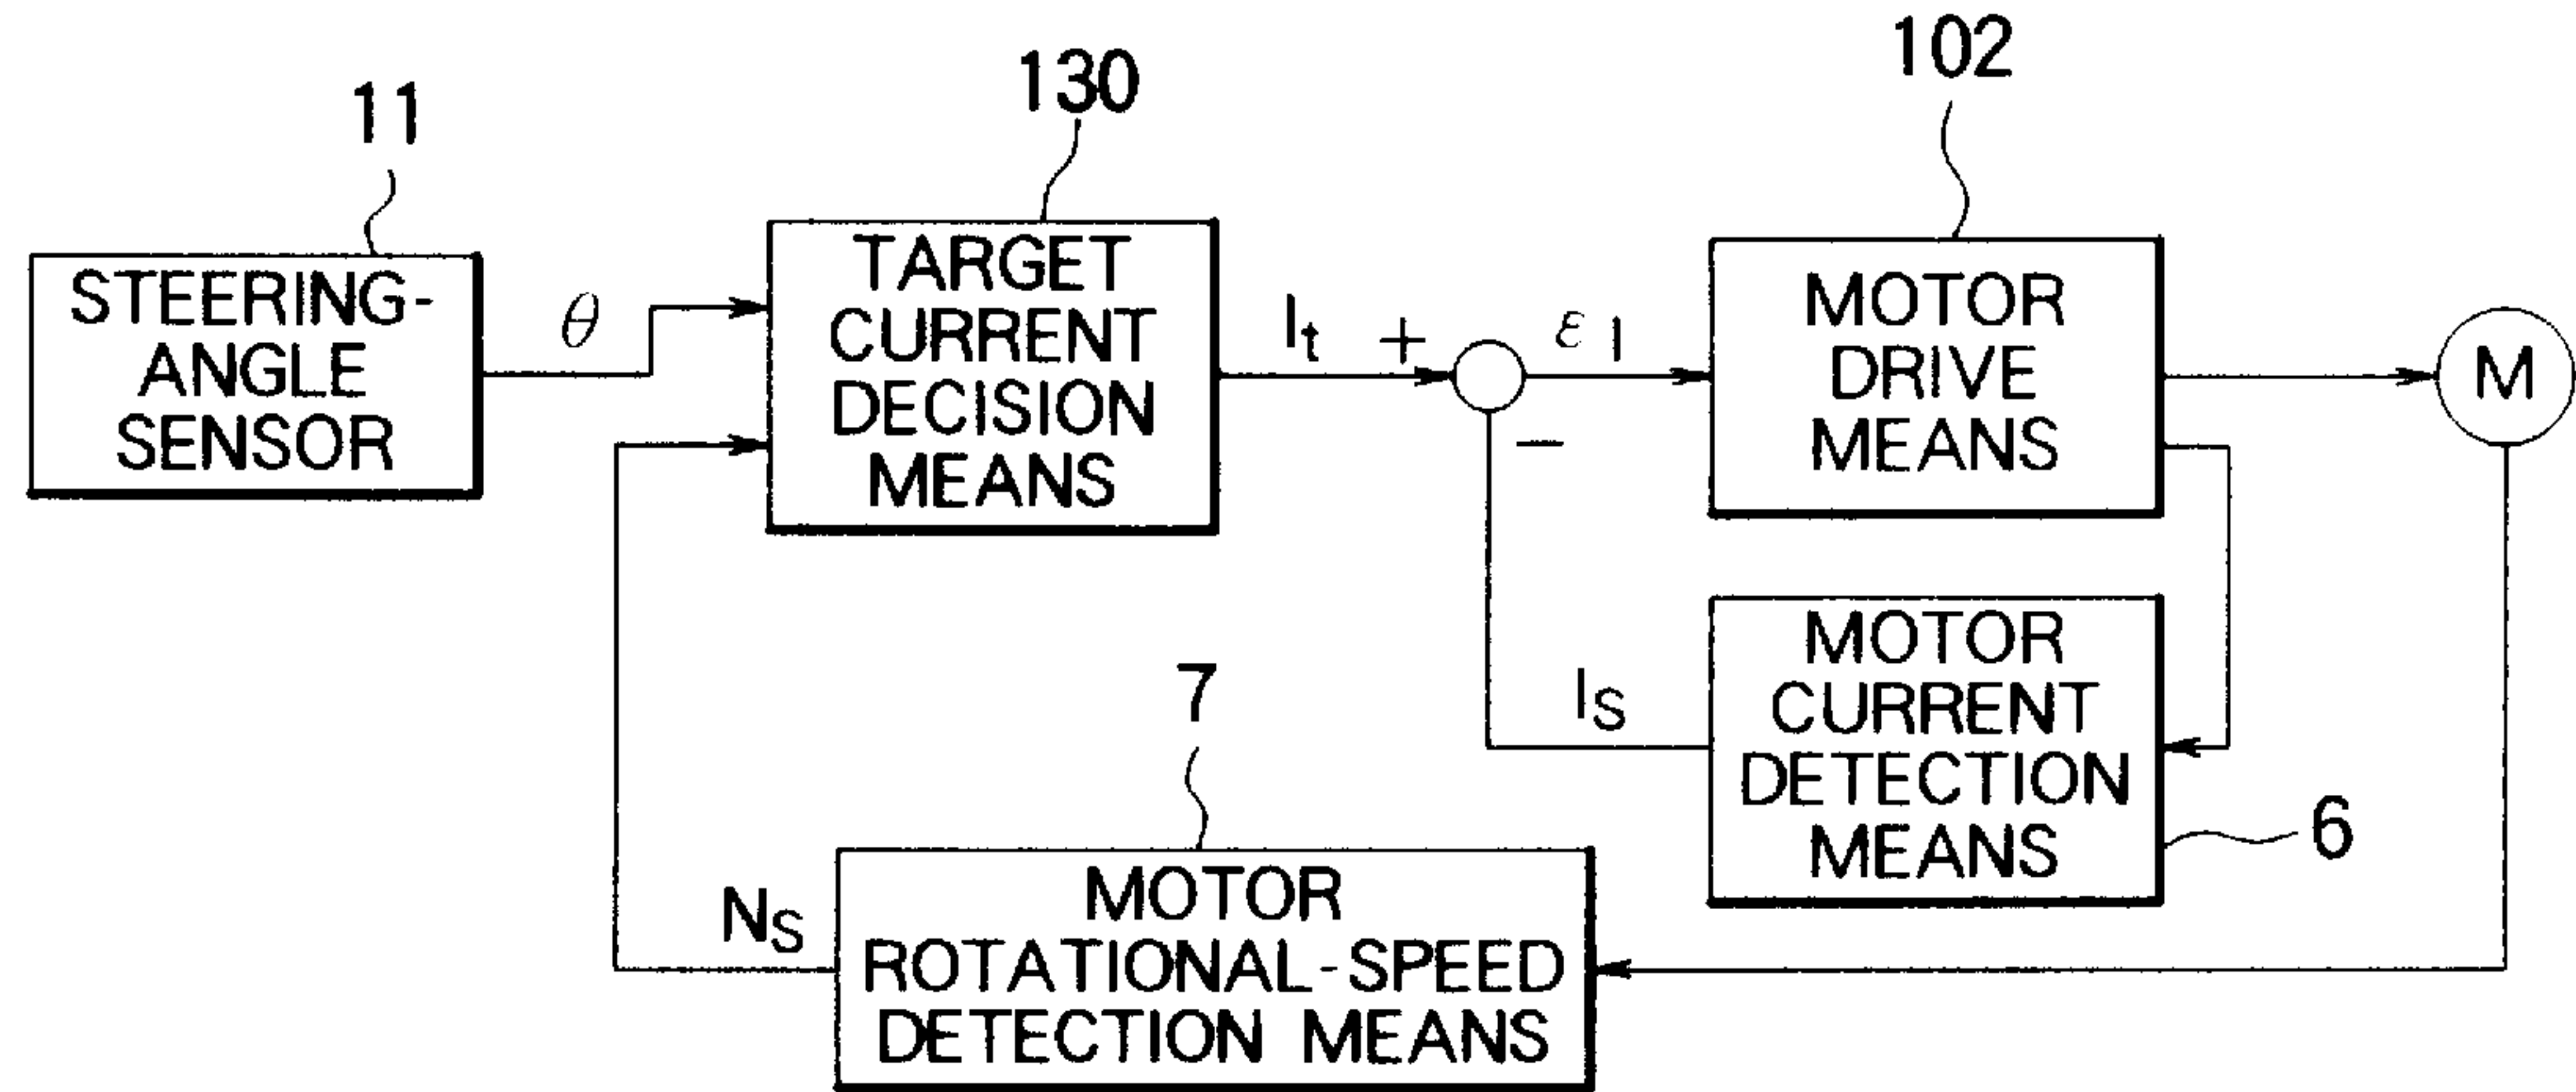 11
130
102
STEERING-
ANGLE
SENSOR
θ
TARGET
CURRENT
DECISION
MEANS
It
+
−
ε1
MOTOR
DRIVE
MEANS
M
MOTOR
CURRENT
DETECTION
MEANS
6
IS
7
NS
MOTOR
ROTATIONAL-SPEED
DETECTION MEANS